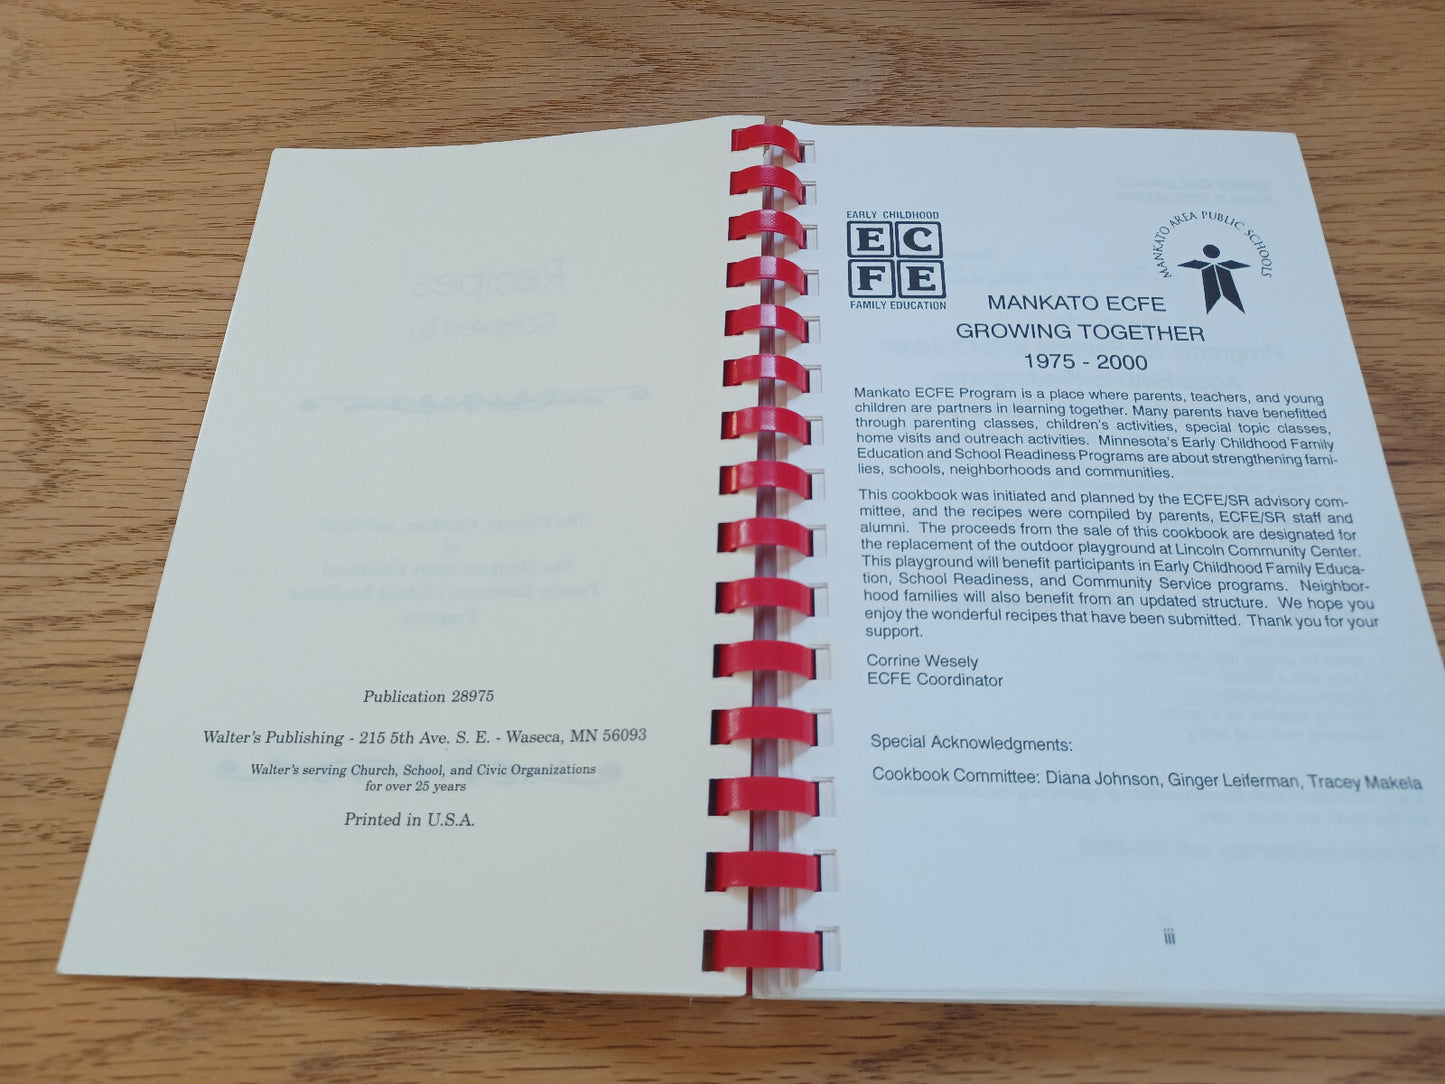 Publication 28975
Walter's Publishing - 215 5th Ave. S. E. - Waseca, MN 56093
Walter's serving Church, School, and Civic Organizations
for over 25 years
Printed in U.S.A.
EARLY CHILDHOOD
E C
F E
FAMILY EDUCATION
MANKATO AREA PUBLIC SCHOOLS
MANKATO ECFE
GROWING TOGETHER
1975 - 2000
Mankato ECFE Program is a place where parents, teachers, and young
children are partners in learning together. Many parents have benefitted
through parenting classes, children's activities, special topic classes,
home visits and outreach activities. Minnesota's Early Childhood Family
Education and School Readiness Programs are about strengthening fami-
lies, schools, neighborhoods and communities.
This cookbook was initiated and planned by the ECFE/SR advisory com-
mittee, and the recipes were compiled by parents, ECFE/SR staff and
alumni. The proceeds from the sale of this cookbook are designated for
the replacement of the outdoor playground at Lincoln Community Center.
This playground will benefit participants in Early Childhood Family Educa-
tion, School Readiness, and Community Service programs. Neighbor-
hood families will also benefit from an updated structure. We hope you
enjoy the wonderful recipes that have been submitted. Thank you for your
support.
Corrine Wesely
ECFE Coordinator
Special Acknowledgments:
Cookbook Committee: Diana Johnson, Ginger Leiferman, Tracey Makela
iii